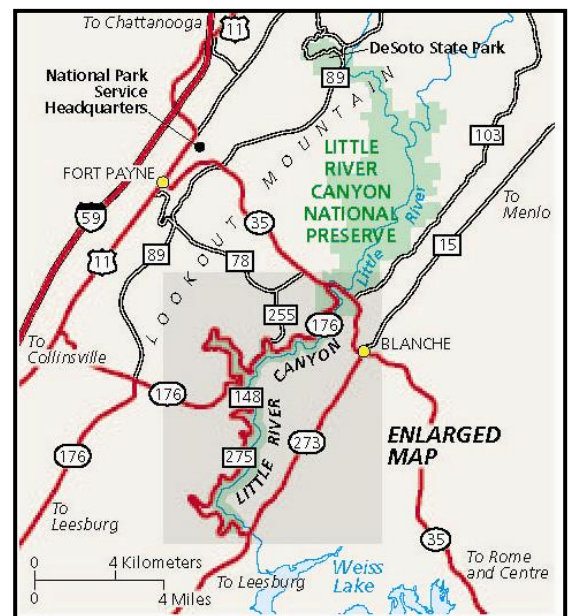 To Chattanooga
11
DeSoto State Park
National Park
Service
Headquarters
89
LOOKOUT MOUNTAIN
103
LITTLE
RIVER
CANYON
NATIONAL
PRESERVE
FORT PAYNE
To
Menlo
59
35
Little River
15
11
89
78
255
176
To
Collinsville
BLANCHE
176
148
LITTLE RIVER CANYON
273
ENLARGED
MAP
275
176
To
Leesburg
35
0 4 Kilometers
0 4 Miles
To Leesburg
Weiss
Lake
To Rome
and Centre